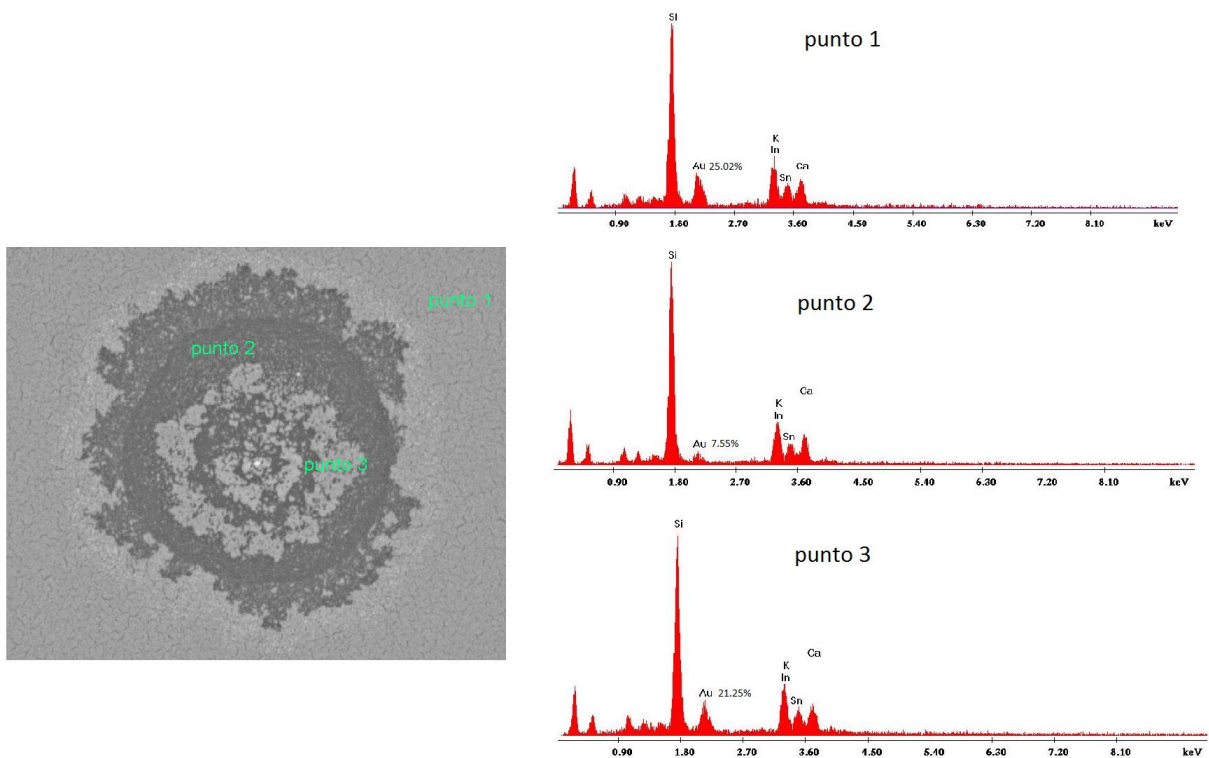 Si
punto 1
K
In
Au 25.02%
Ca
Sn
0.90 1.80 2.70 3.60 4.50 5.40 6.30 7.20 8.10 keV
punto 1
punto 2
punto 3
Si
punto 2
Ca
K
In
Sn
Au 7.55%
0.90 1.80 2.70 3.60 4.50 5.40 6.30 7.20 8.10 keV
Si
punto 3
Ca
K
In
Au 21.25%
Sn
0.90 1.80 2.70 3.60 4.50 5.40 6.30 7.20 8.10 keV